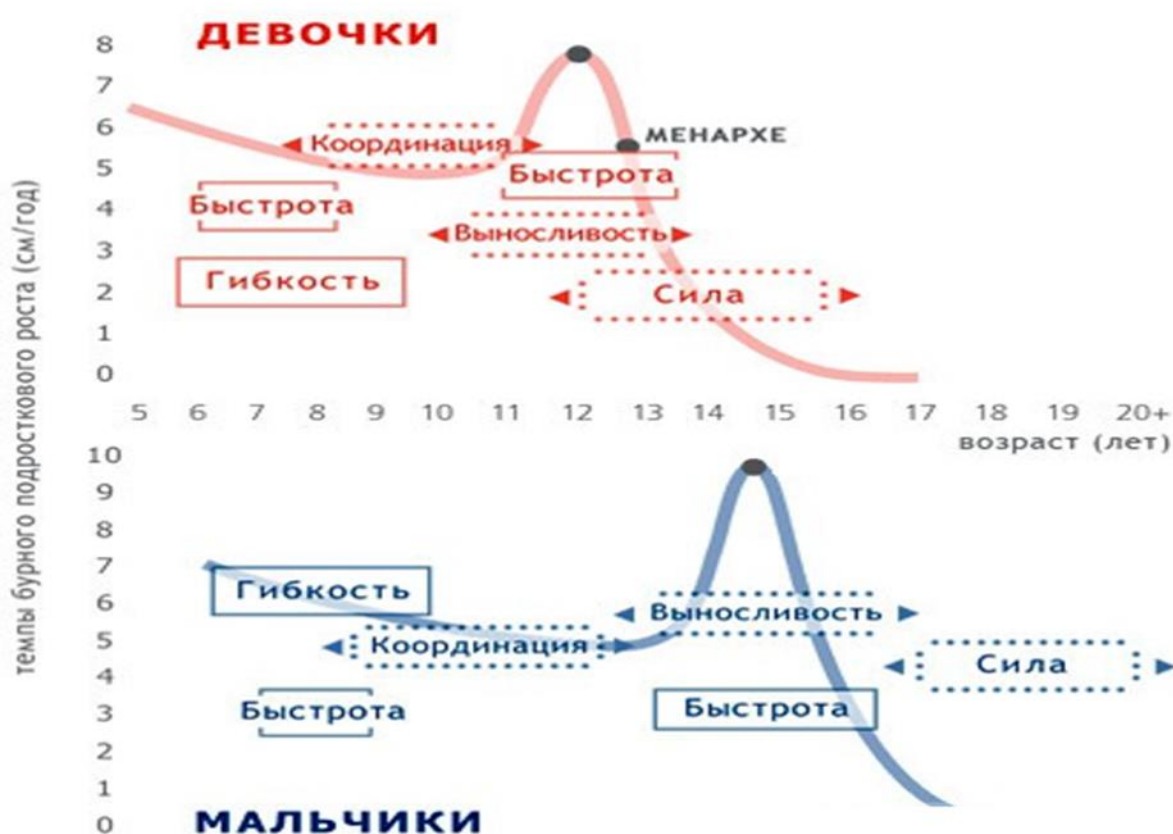 ДЕВОЧКИ
8
7
6
5
4
3
2
1
0
Координация
МЕНАРХЕ
Быстрота
Быстрота
Выносливость
Гибкость
Сила
темпы бурного подросткового роста (см/год)
5 6 7 8 9 10 11 12 13 14 15 16 17 18 19 20+
возраст (лет)
10
9
8
7
6
5
4
3
2
1
0
Гибкость
Выносливость
Координация
Сила
Быстрота
Быстрота
МАЛЬЧИКИ